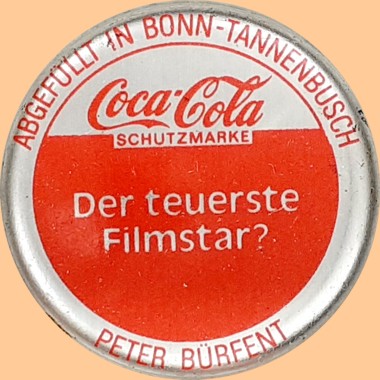 ABGEFÜLLT IN BONN-TANNENBUSCH
Coca-Cola
SCHUTZMARKE
Der teuerste
Filmstar?
PETER BÜRFENT